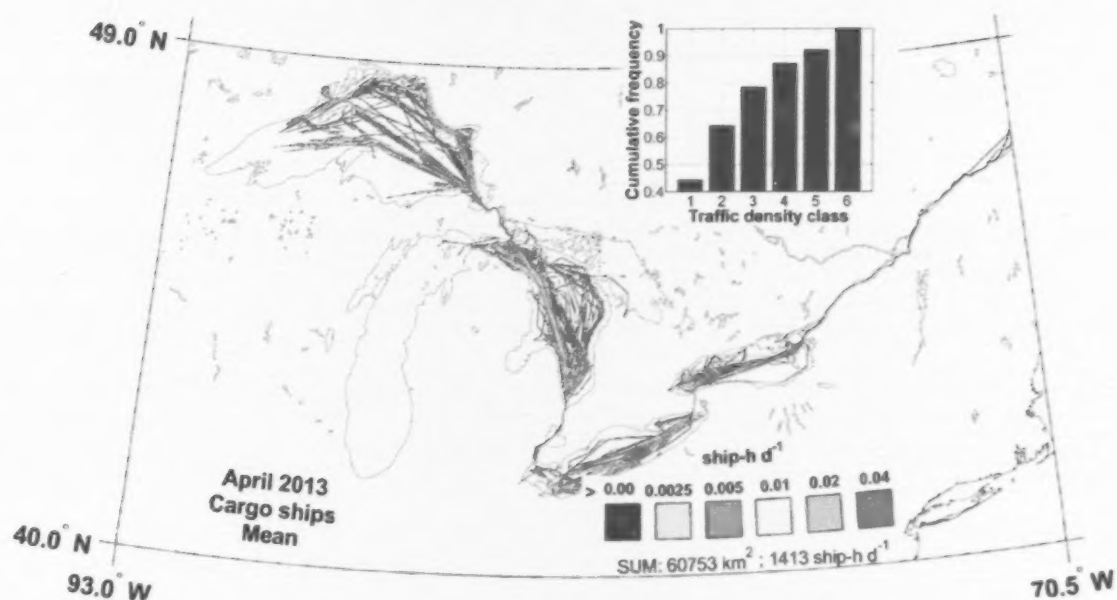 49.0° N
Cumulative frequency
1
0.9
0.8
0.7
0.6
0.5
0.4
1 2 3 4 5 6
Traffic density class
April 2013
Cargo ships
Mean
ship-h d⁻¹
> 0.00 0.0025 0.005 0.01 0.02 0.04
SUM: 60753 km² ; 1413 ship-h d⁻¹
40.0° N
93.0° W
70.5° W